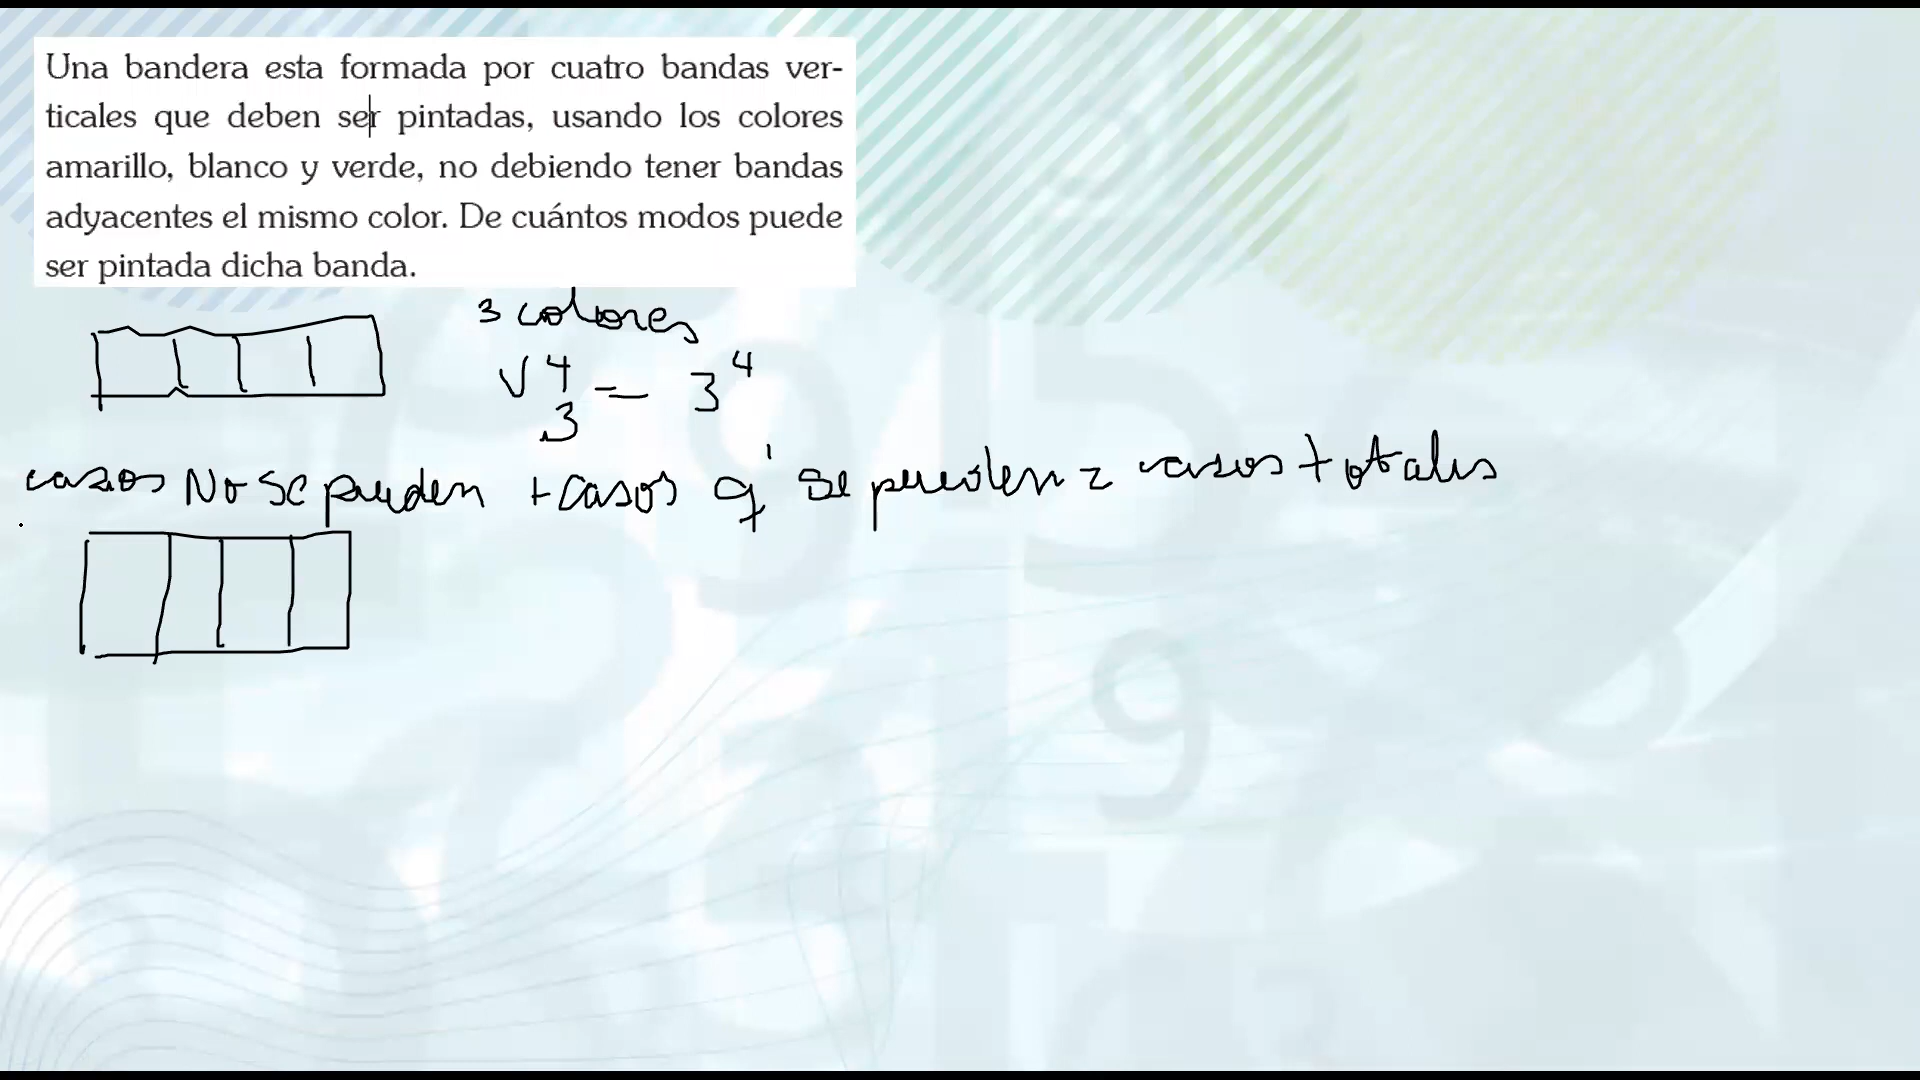 Una bandera esta formada por cuatro bandas ver-
ticales que deben ser pintadas, usando los colores
amarillo, blanco y verde, no debiendo tener bandas
adyacentes el mismo color. De cuántos modos puede
ser pintada dicha banda.
3 colores
V 4 3 = 3^4
casos No se pueden + casos q' se pueden = casos totales